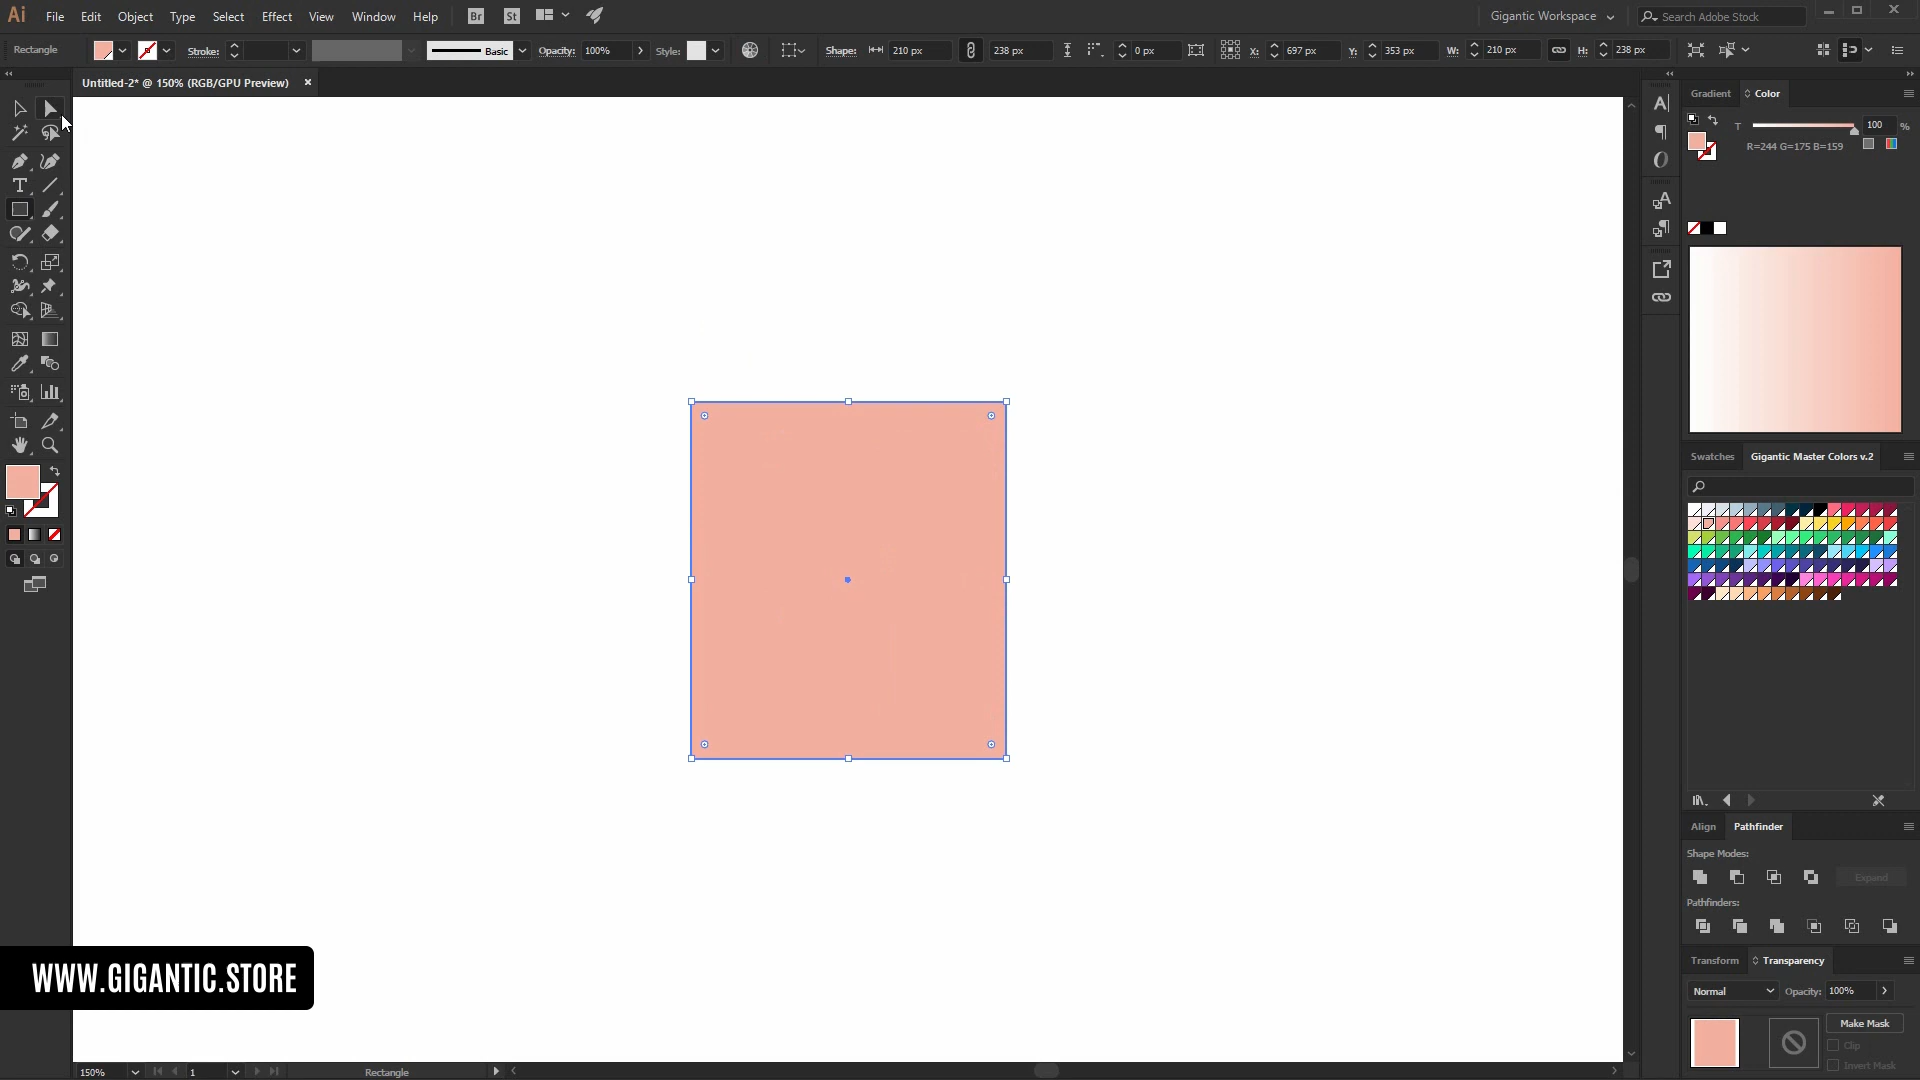 Ai File Edit Object Type Select Effect View Window Help Br St Gigantic Workspace Search Adobe Stock
Rectangle Stroke: Basic Opacity: 100% Style: Shape: 210 px 238 px 0 px X: 697 px Y: 353 px W: 210 px H: 238 px
Untitled-2* @ 150% (RGB/GPU Preview)
Gradient Color
T 100 %
R=244 G=175 B=159
Swatches Gigantic Master Colors v.2
Align Pathfinder
Shape Modes:
Expand
Pathfinders:
Transform Transparency
Normal Opacity: 100%
Make Mask
Clip
Invert Mask
WWW.GIGANTIC.STORE
150% 1 Rectangle